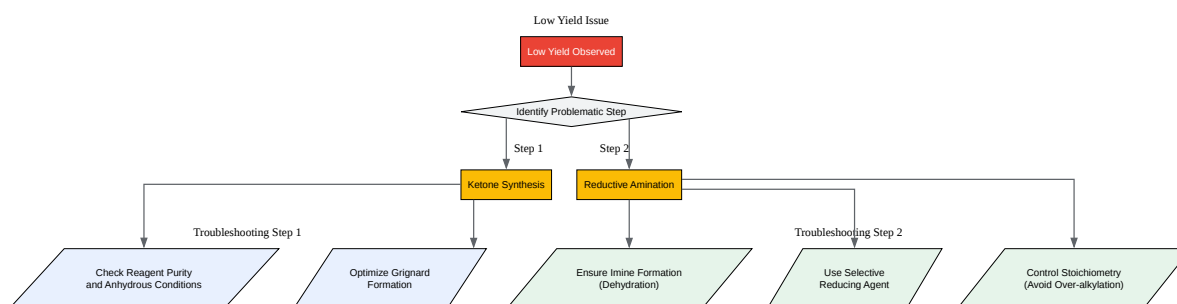 Low Yield Issue
Low Yield Observed
Identify Problematic Step
Step 1
Step 2
Ketone Synthesis
Reductive Amination
Troubleshooting Step 1
Troubleshooting Step 2
Check Reagent Purity
and Anhydrous Conditions
Optimize Grignard
Formation
Ensure Imine Formation
(Dehydration)
Use Selective
Reducing Agent
Control Stoichiometry
(Avoid Over-alkylation)